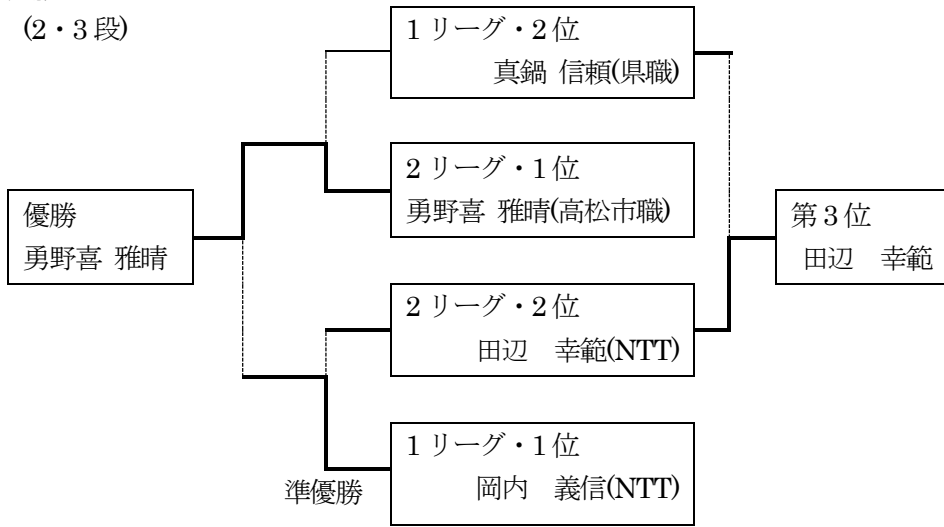 (2・3段)
1リーグ・2位
真鍋 信頼(県職)
2リーグ・1位
勇野喜 雅晴(高松市職)
優勝
勇野喜 雅晴
第3位
田辺　幸範
2リーグ・2位
田辺　幸範(NTT)
1リーグ・1位
岡内　義信(NTT)
準優勝